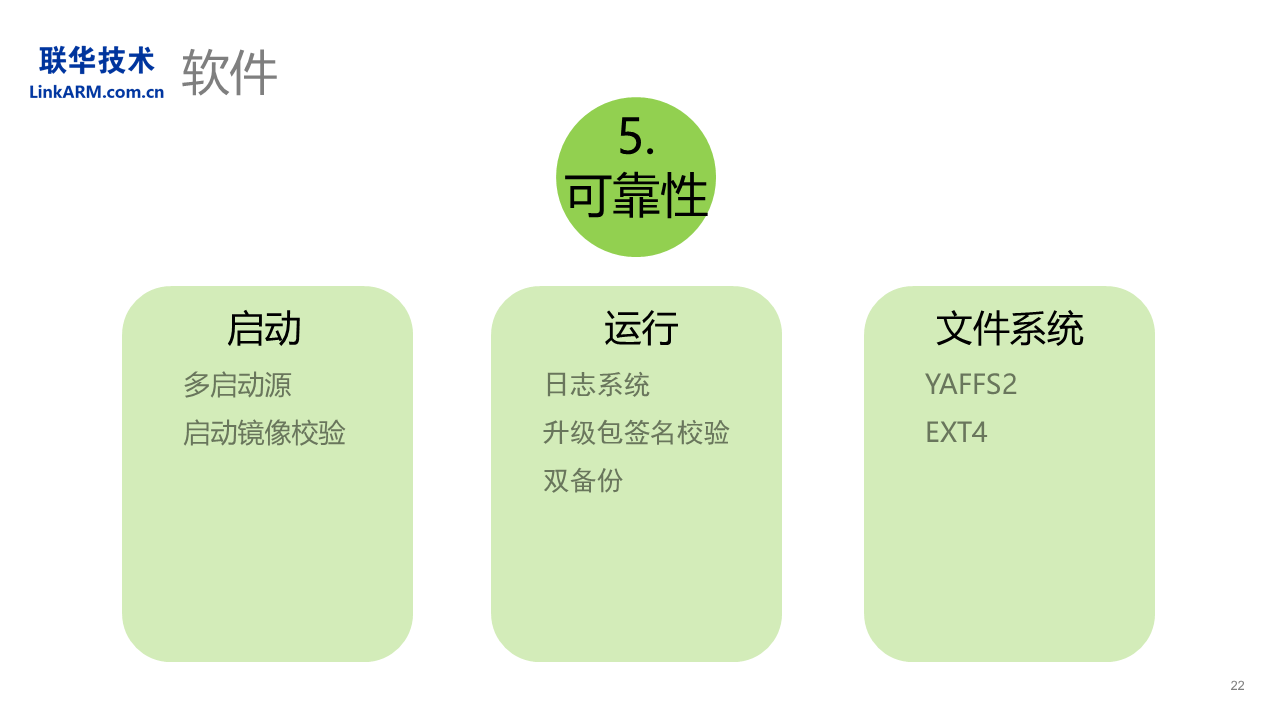 联华技术
LinkARM.com.cn
软件
5.
可靠性
启动
多启动源
启动镜像校验
运行
日志系统
升级包签名校验
双备份
文件系统
YAFFS2
EXT4
22